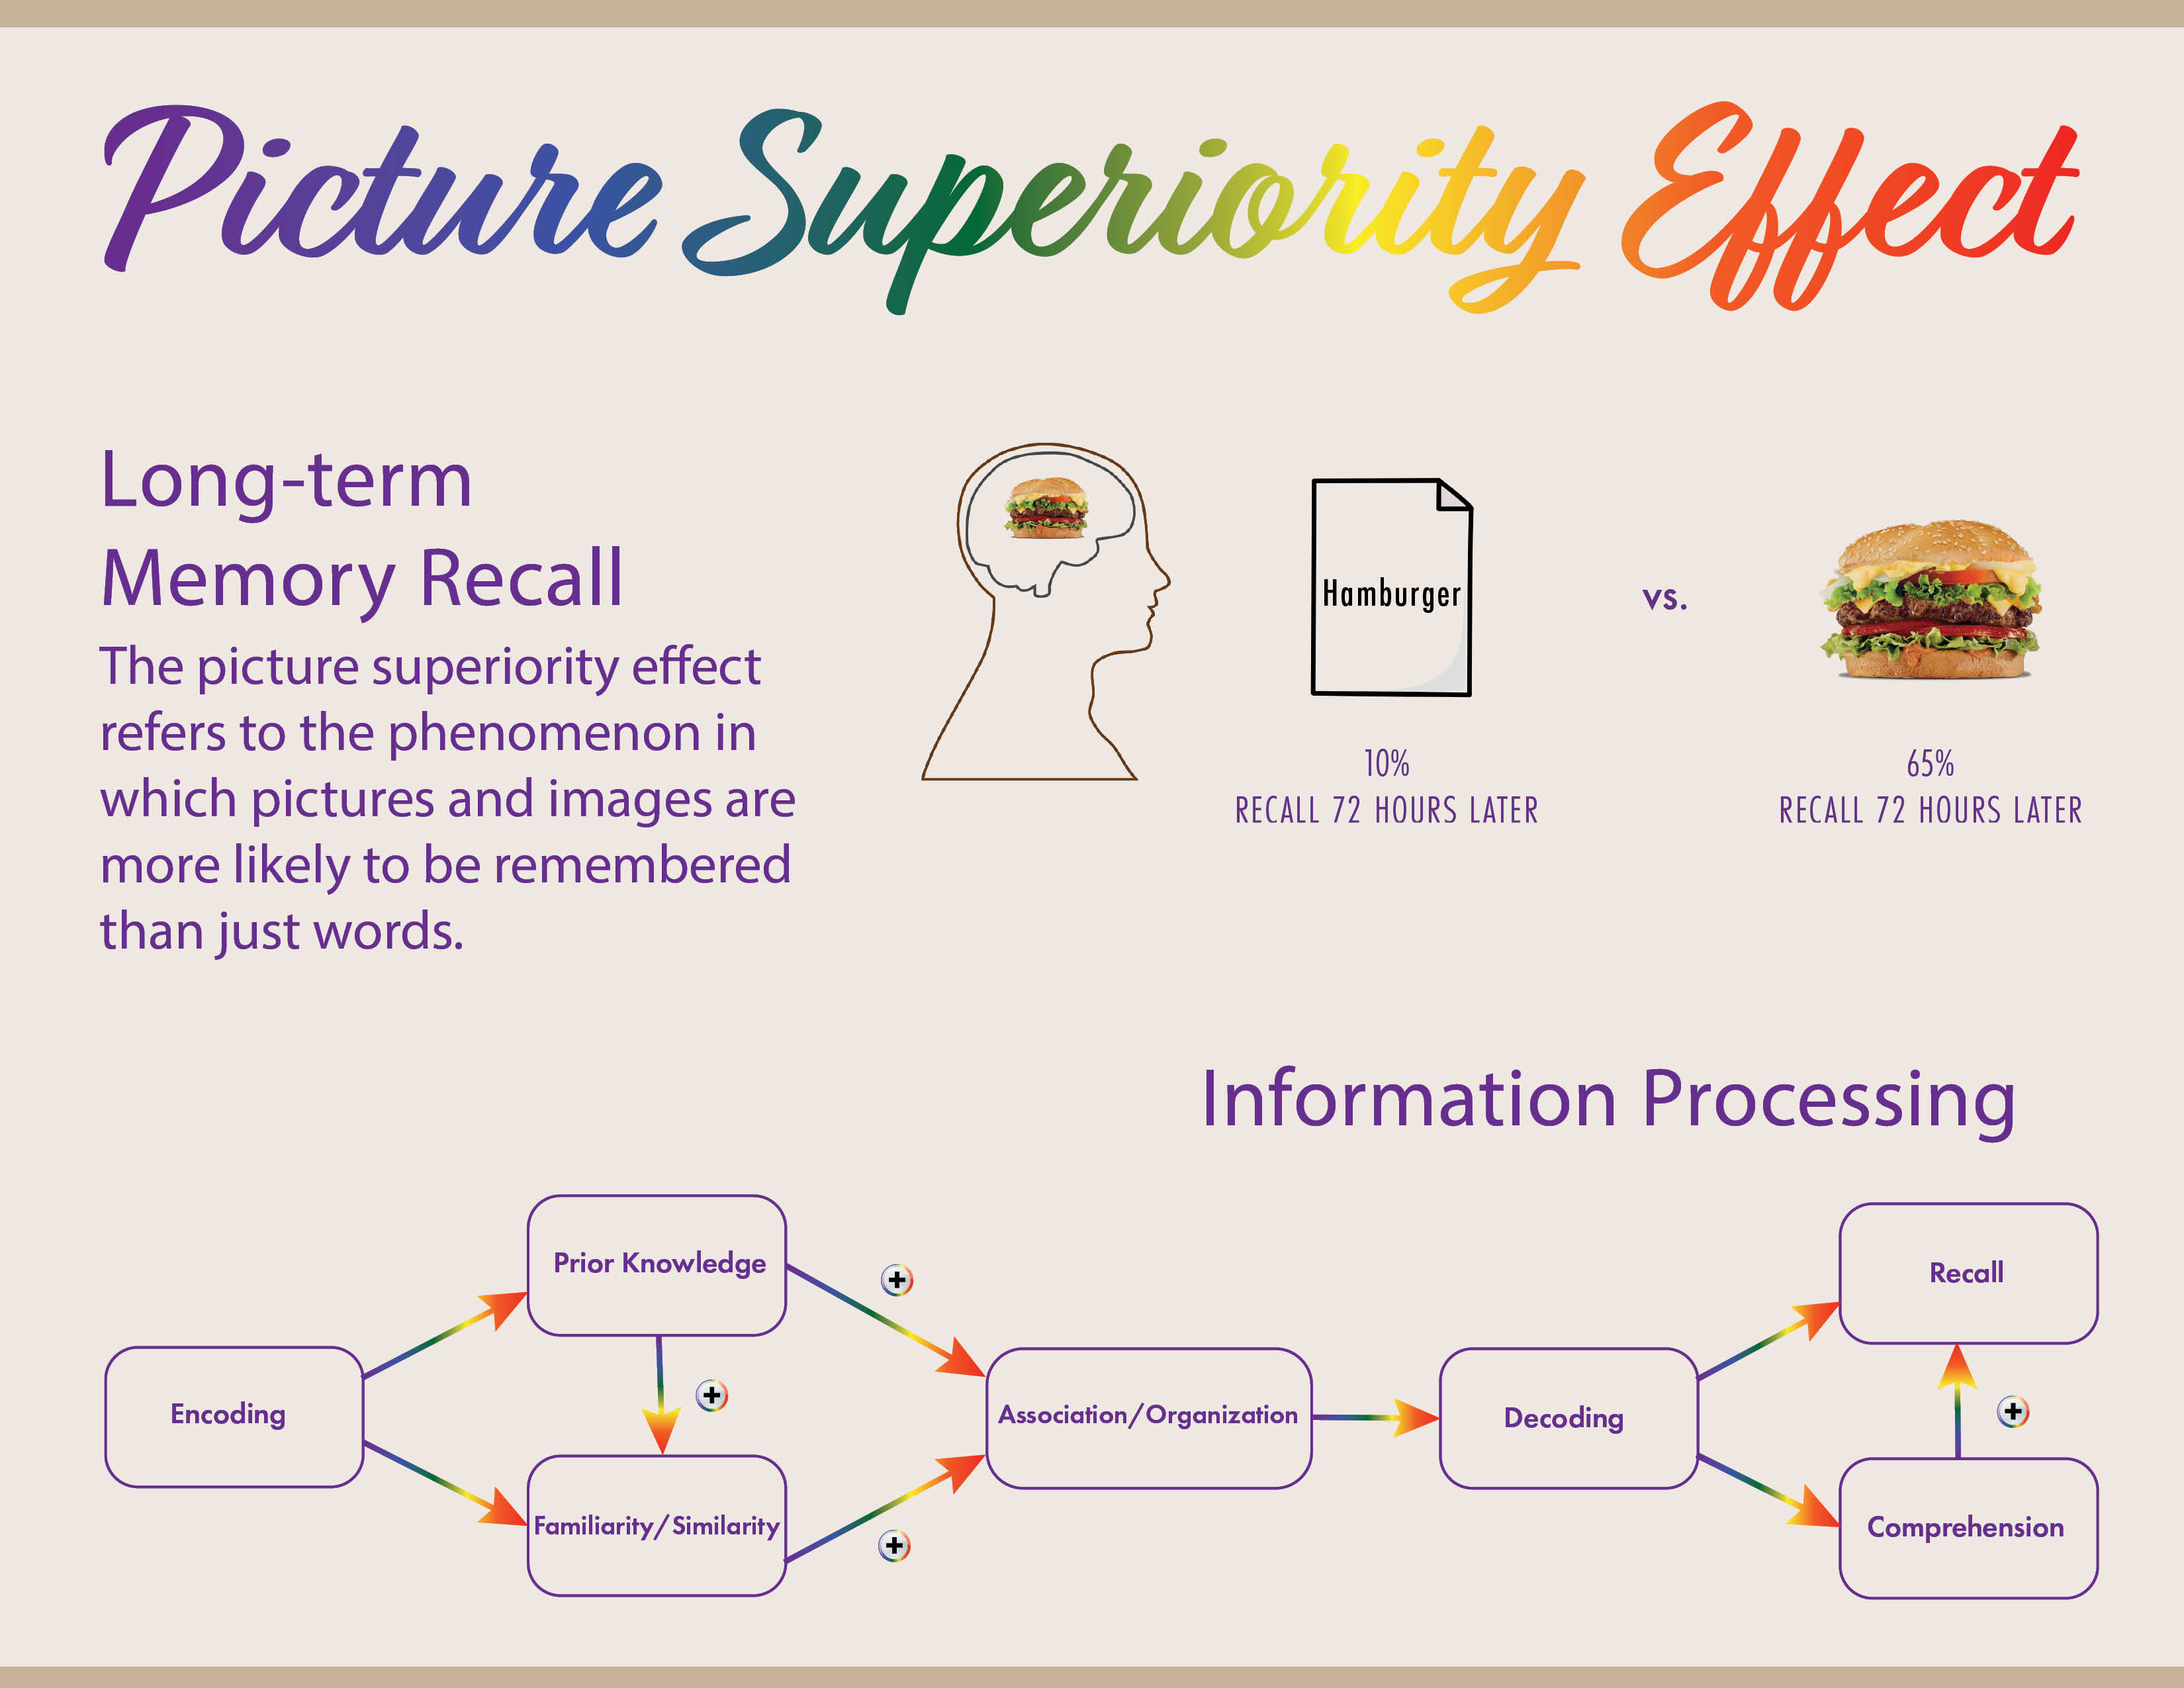 Picture Superiority Effect
Long-term
Memory Recall
The picture superiority effect
refers to the phenomenon in
which pictures and images are
more likely to be remembered
than just words.
Hamburger
vs.
10%
RECALL 72 HOURS LATER
65%
RECALL 72 HOURS LATER
Information Processing
Encoding
Prior Knowledge
Familiarity/Similarity
Association/Organization
Decoding
Recall
Comprehension